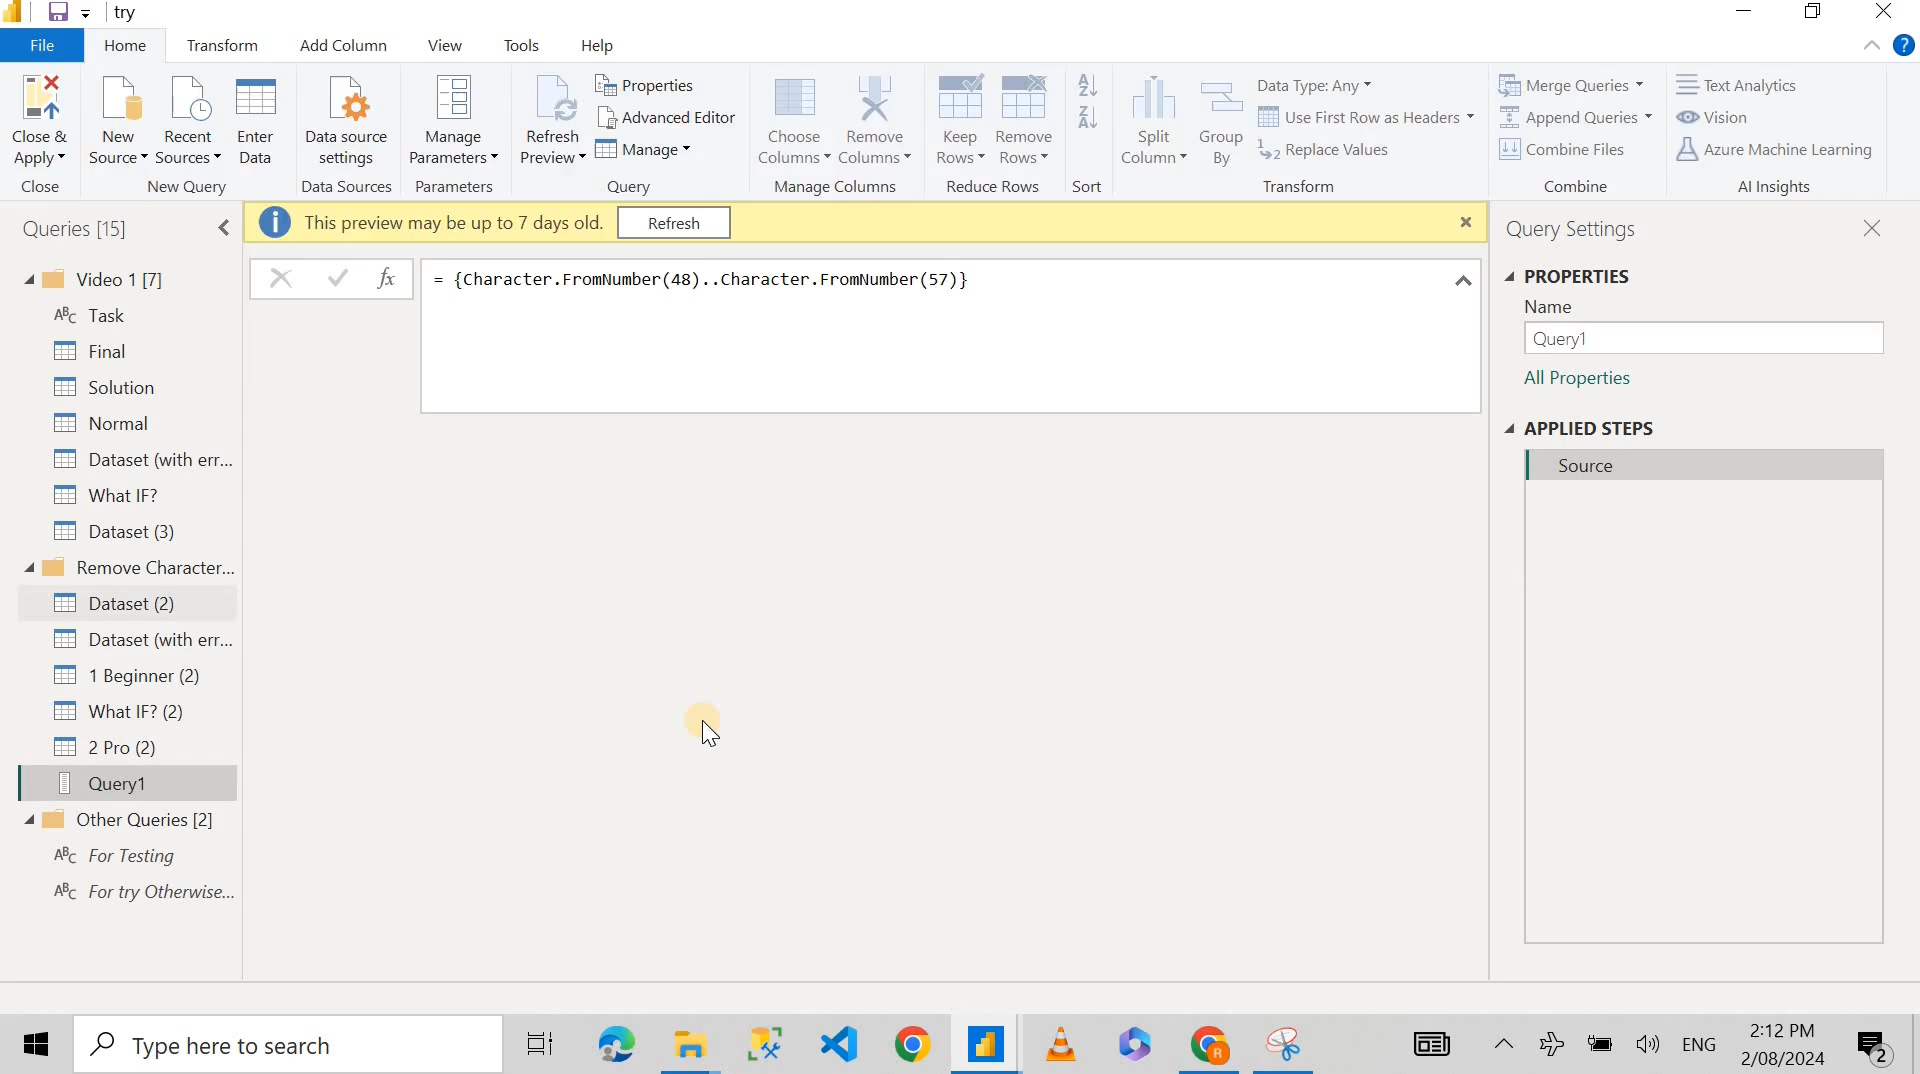 try
File
Home
Transform
Add Column
View
Tools
Help
Close &
Apply
Close
New
Source
Recent
Sources
Enter
Data
New Query
Data source
settings
Data Sources
Manage
Parameters
Parameters
Refresh
Preview
Properties
Advanced Editor
Manage
Query
Choose
Columns
Remove
Columns
Manage Columns
Keep
Rows
Remove
Rows
Reduce Rows
Sort
Split
Column
Group
By
Data Type: Any
Use First Row as Headers
Replace Values
Transform
Merge Queries
Append Queries
Combine Files
Combine
Text Analytics
Vision
Azure Machine Learning
AI Insights
Queries [15]
Video 1 [7]
Task
Final
Solution
Normal
Dataset (with err...
What IF?
Dataset (3)
Remove Character...
Dataset (2)
Dataset (with err...
1 Beginner (2)
What IF? (2)
2 Pro (2)
Query1
Other Queries [2]
For Testing
For try Otherwise...
This preview may be up to 7 days old.
Refresh
= {Character.FromNumber(48)..Character.FromNumber(57)}
Query Settings
PROPERTIES
Name
Query1
All Properties
APPLIED STEPS
Source
Type here to search
ENG
2:12 PM
2/08/2024
2